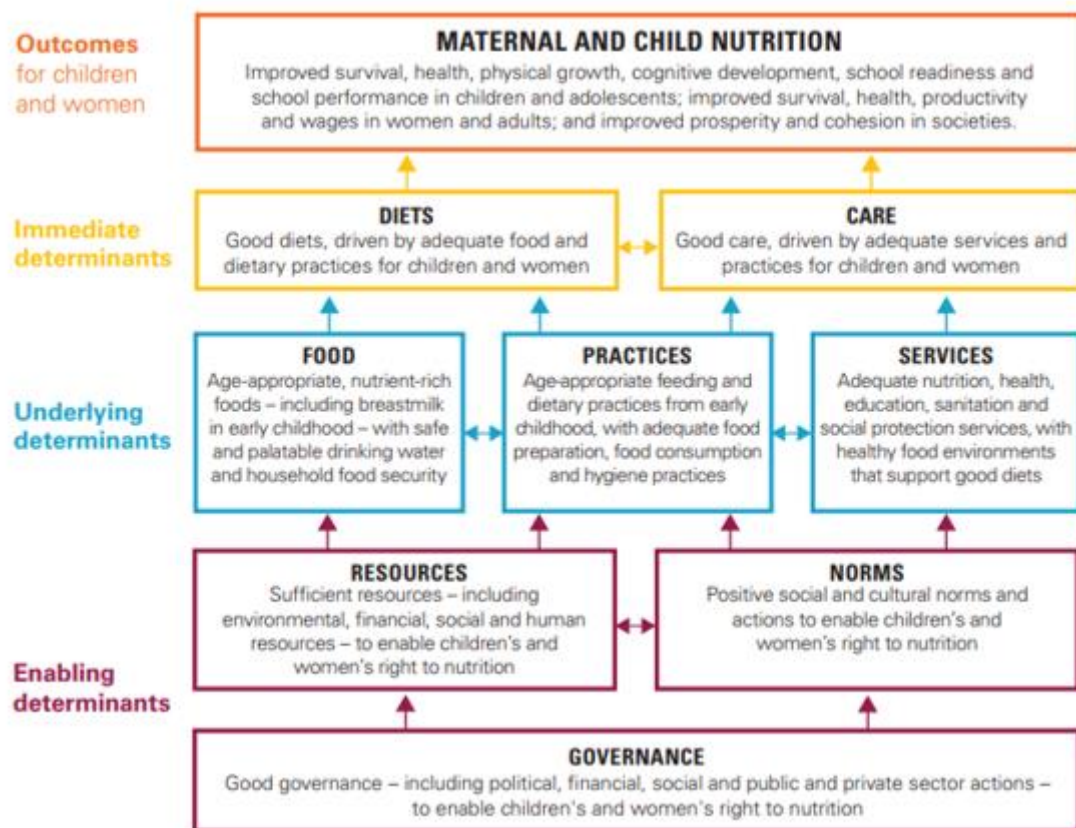 Outcomes
for children
and women
MATERNAL AND CHILD NUTRITION
Improved survival, health, physical growth, cognitive development, school readiness and
school performance in children and adolescents; improved survival, health, productivity
and wages in women and adults; and improved prosperity and cohesion in societies.
Immediate
determinants
DIETS
Good diets, driven by adequate food and
dietary practices for children and women
CARE
Good care, driven by adequate services and
practices for children and women
Underlying
determinants
FOOD
Age-appropriate, nutrient-rich
foods – including breastmilk
in early childhood – with safe
and palatable drinking water
and household food security
PRACTICES
Age-appropriate feeding and
dietary practices from early
childhood, with adequate food
preparation, food consumption
and hygiene practices
SERVICES
Adequate nutrition, health,
education, sanitation and
social protection services, with
healthy food environments
that support good diets
Enabling
determinants
RESOURCES
Sufficient resources – including
environmental, financial, social and human
resources – to enable children's and
women's right to nutrition
NORMS
Positive social and cultural norms and
actions to enable children's and
women's right to nutrition
GOVERNANCE
Good governance – including political, financial, social and public and private sector actions –
to enable children's and women's right to nutrition